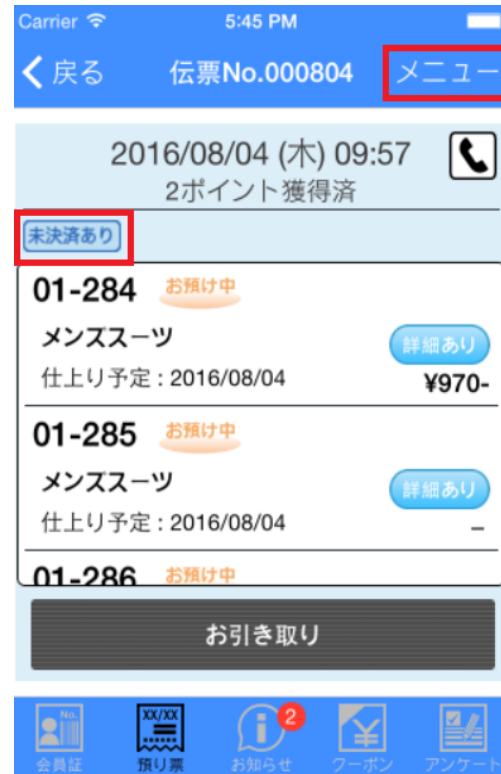 Carrier 5:45 PM
戻る 伝票No.000804 メニュー
2016/08/04 (木) 09:57
2ポイント獲得済
未決済あり
01-284 お預け中
メンズスーツ
詳細あり
仕上り予定 : 2016/08/04
¥970-
01-285 お預け中
メンズスーツ
詳細あり
仕上り予定 : 2016/08/04
–
01-286 お預け中
お引き取り
No. XX/XX 2
会員証 預り票 お知らせ クーポン アンケート